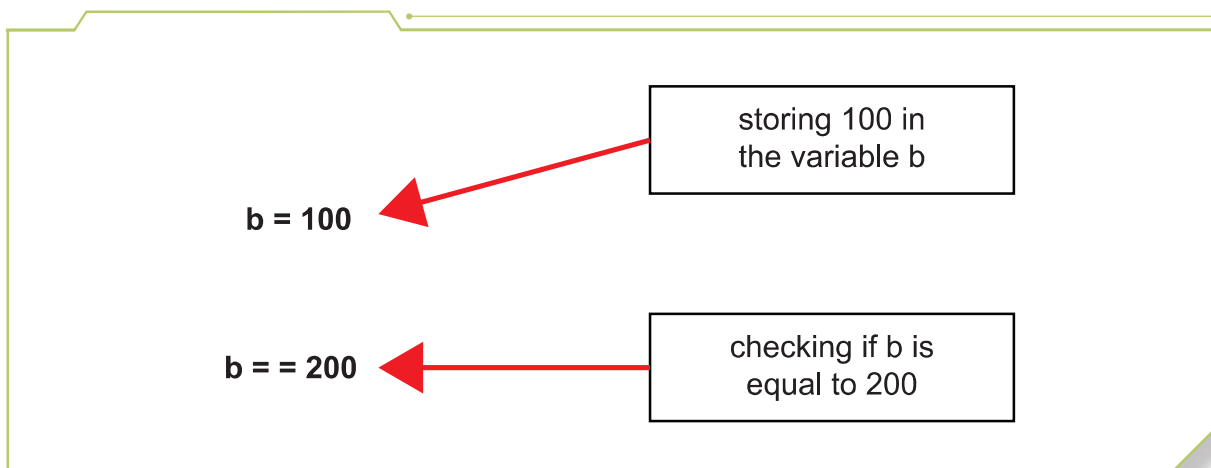 storing 100 in
the variable b
b = 100
checking if b is
equal to 200
b = = 200